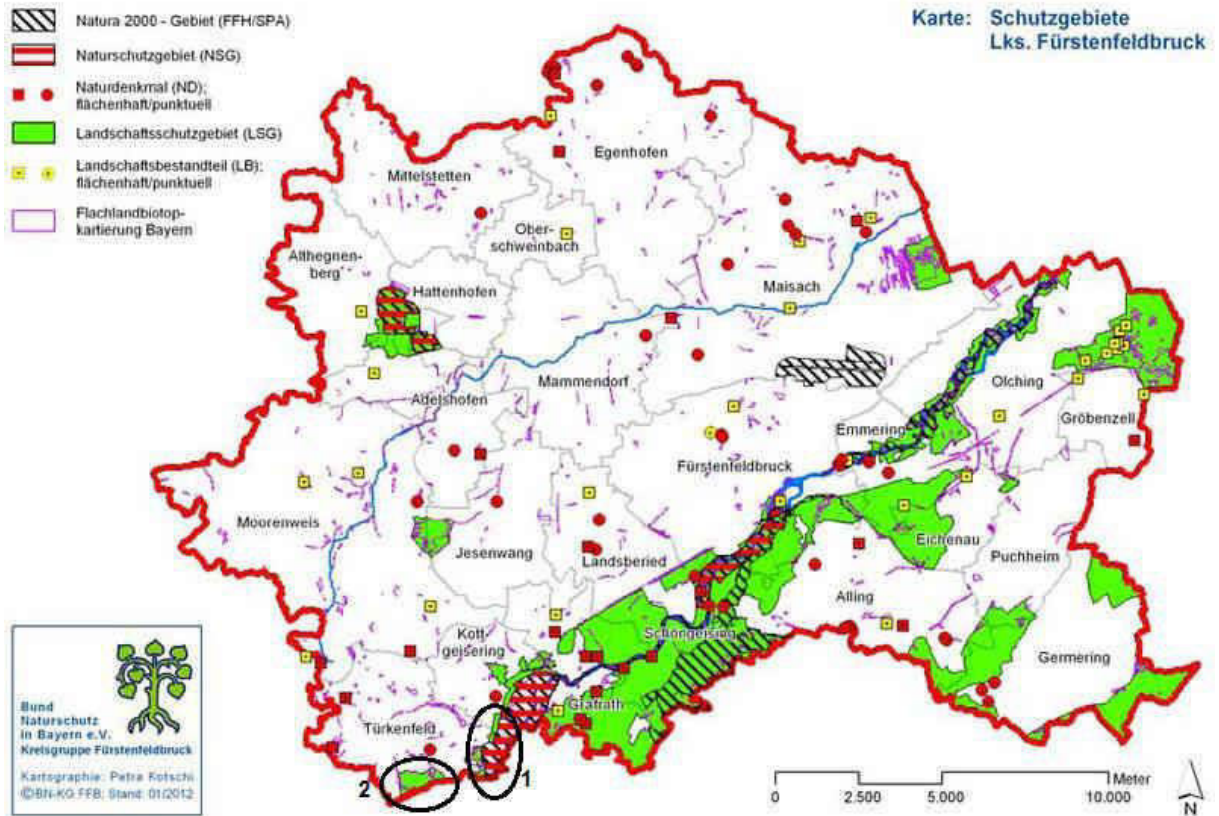 Natura 2000 - Gebiet (FFH/SPA)
Naturschutzgebiet (NSG)
Naturdenkmal (ND);
flächenhaft/punktuell
Landschaftsschutzgebiet (LSG)
Landschaftsbestandteil (LB);
flächenhaft/punktuell
Flachlandbiotop-
kartierung Bayern
Karte: Schutzgebiete
Lks. Fürstenfeldbruck
Egenhofen
Mittelstetten
Ober-
schweinbach
Althegnen-
berg
Hattenhofen
Maisach
Mammendorf
Adelshofen
Olching
Gröbenzell
Emmering
Fürstenfeldbruck
Moorenweis
Jesenwang
Landsberied
Eichenau
Puchheim
Alling
Schöngeising
Kott-
geisering
Germering
Grafrath
Türkenfeld
1
2
Bund
Naturschutz
in Bayern e.V.
Kreisgruppe Fürstenfeldbruck
Kartographie: Petra Kotschi
©BN-KG FFB; Stand: 01/2012
Meter
0 2.500 5.000 10.000
N